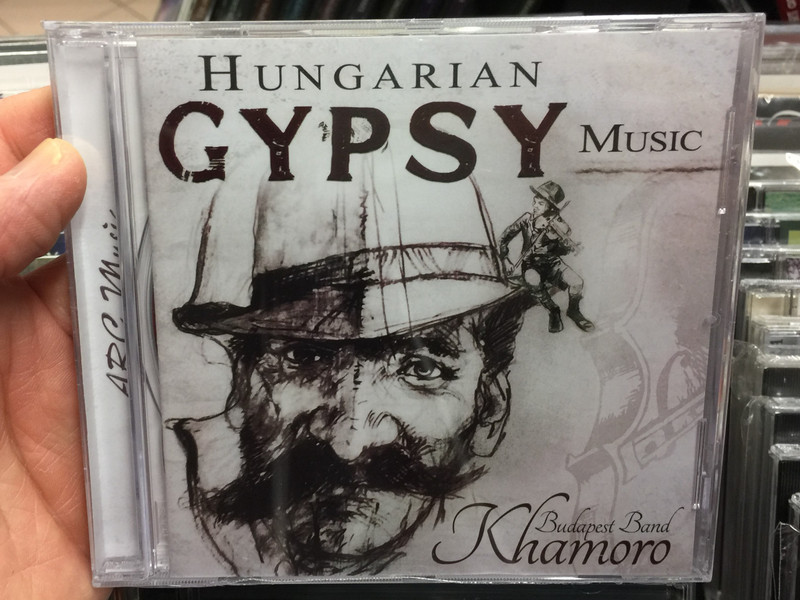 HUNGARIAN
GYPSY
MUSIC
ARC Music
Budapest Band
Khamoro